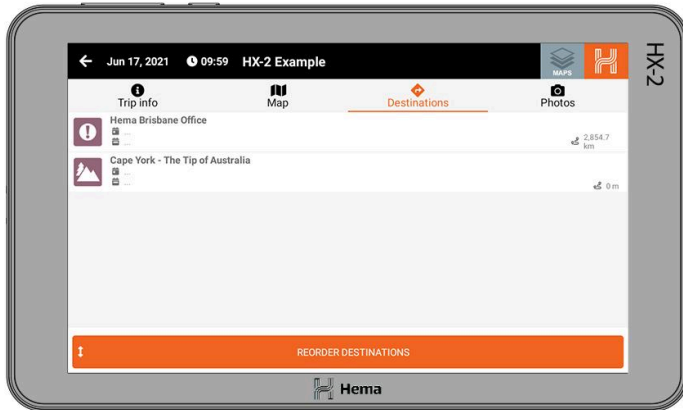 Jun 17, 2021 09:59 HX-2 Example
MAPS
Trip info Map Destinations Photos
Hema Brisbane Office
...
...
2,854.7
km
Cape York - The Tip of Australia
...
...
0 m
REORDER DESTINATIONS
Hema
HX-2